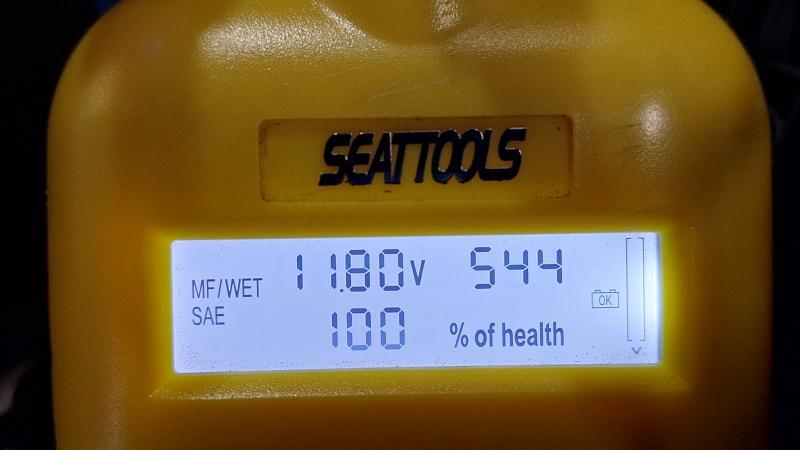 SEATTOOLS
MF/WET 11.80V 544
SAE 100 % of health
OK